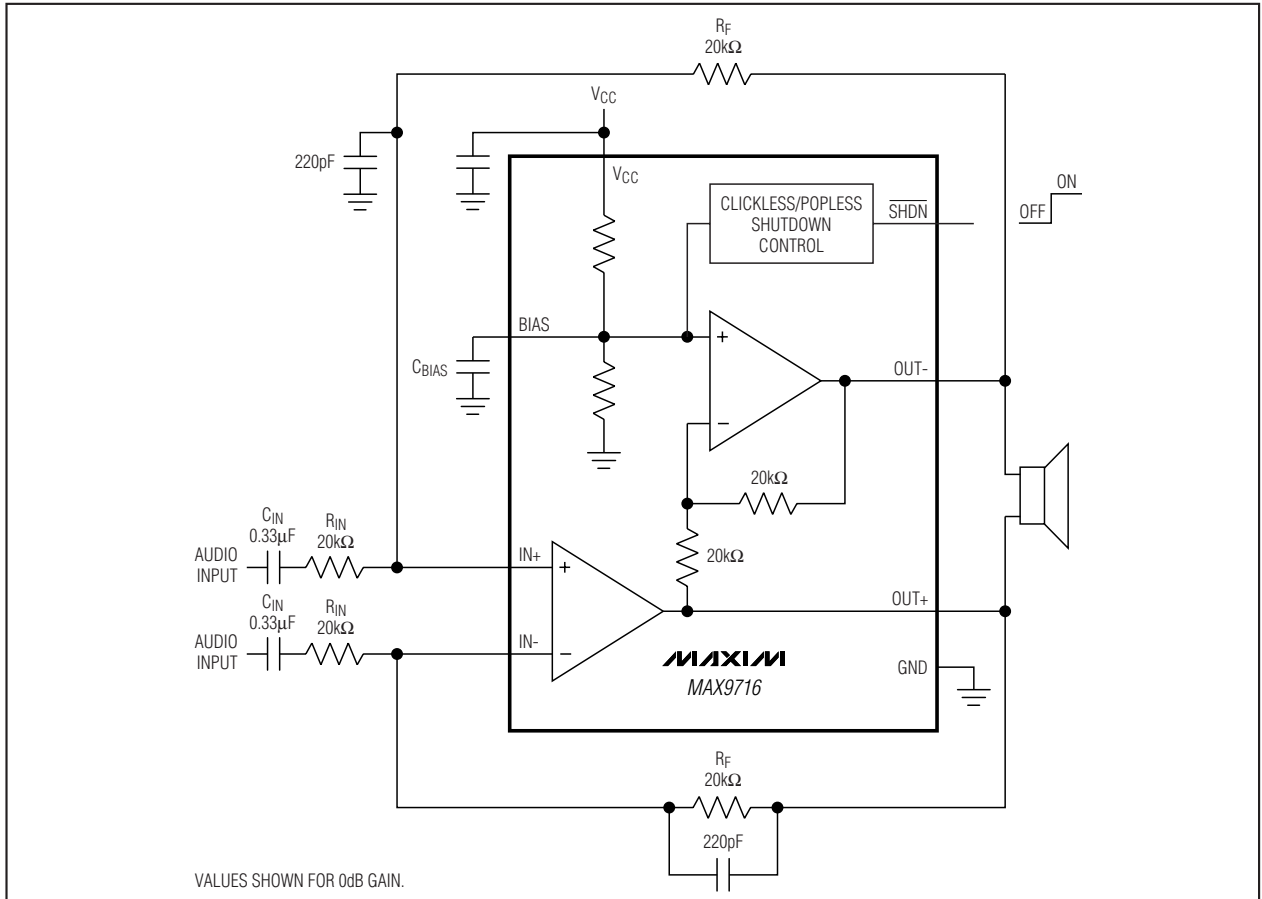 RF
20kΩ
VCC
220pF
VCC
CLICKLESS/POPLESS
SHUTDOWN
CONTROL
SHDN
ON
OFF
BIAS
CBIAS
+
−
OUT-
20kΩ
20kΩ
CIN
0.33µF
RIN
20kΩ
AUDIO
INPUT
IN+
+
OUT+
CIN
0.33µF
RIN
20kΩ
AUDIO
INPUT
IN-
−
MAXIM
MAX9716
GND
RF
20kΩ
220pF
VALUES SHOWN FOR 0dB GAIN.